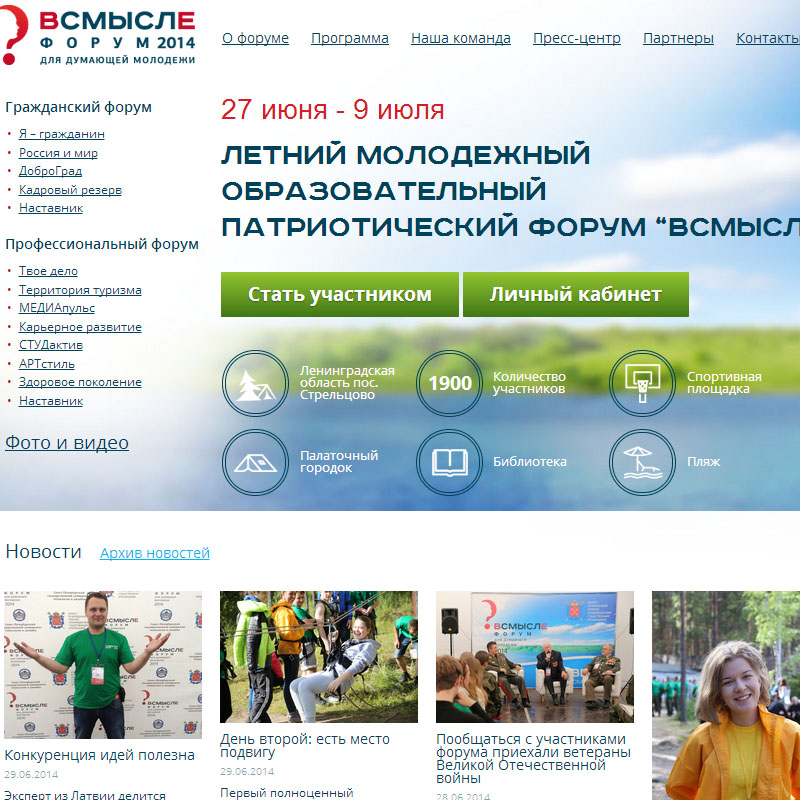 ВСМЫСЛЕ
ФОРУМ 2014
ДЛЯ ДУМАЮЩЕЙ МОЛОДЕЖИ
О форуме Программа Наша команда Пресс-центр Партнеры Контакты
Гражданский форум
Я – гражданин
Россия и мир
ДоброГрад
Кадровый резерв
Наставник
Профессиональный форум
Твое дело
Территория туризма
МЕДИАпульс
Карьерное развитие
СТУДактив
АРТстиль
Здоровое поколение
Наставник
Фото и видео
27 июня - 9 июля
ЛЕТНИЙ МОЛОДЕЖНЫЙ
ОБРАЗОВАТЕЛЬНЫЙ
ПАТРИОТИЧЕСКИЙ ФОРУМ “ВСМЫСЛ
Стать участником Личный кабинет
Ленинградская
область пос.
Стрельцово
1900
Количество
участников
Спортивная
площадка
Палаточный
городок
Библиотека
Пляж
Новости Архив новостей
ВСМЫСЛЕ
ФОРУМ
2014
ВСМЫСЛЕ
ФОРУМ
Конкуренция идей полезна
29.06.2014
Эксперт из Латвии делится
День второй: есть место
подвигу
29.06.2014
Первый полноценный
Пообщаться с участниками
форума приехали ветераны
Великой Отечественной
войны
28.06.2014